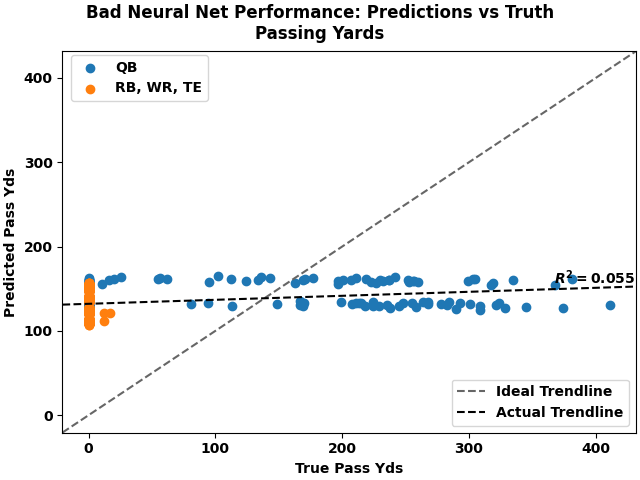 Bad Neural Net Performance: Predictions vs Truth
Passing Yards
QB
RB, WR, TE
400
300
200
100
0
Predicted Pass Yds
R² = 0.055
Ideal Trendline
Actual Trendline
0 100 200 300 400
True Pass Yds